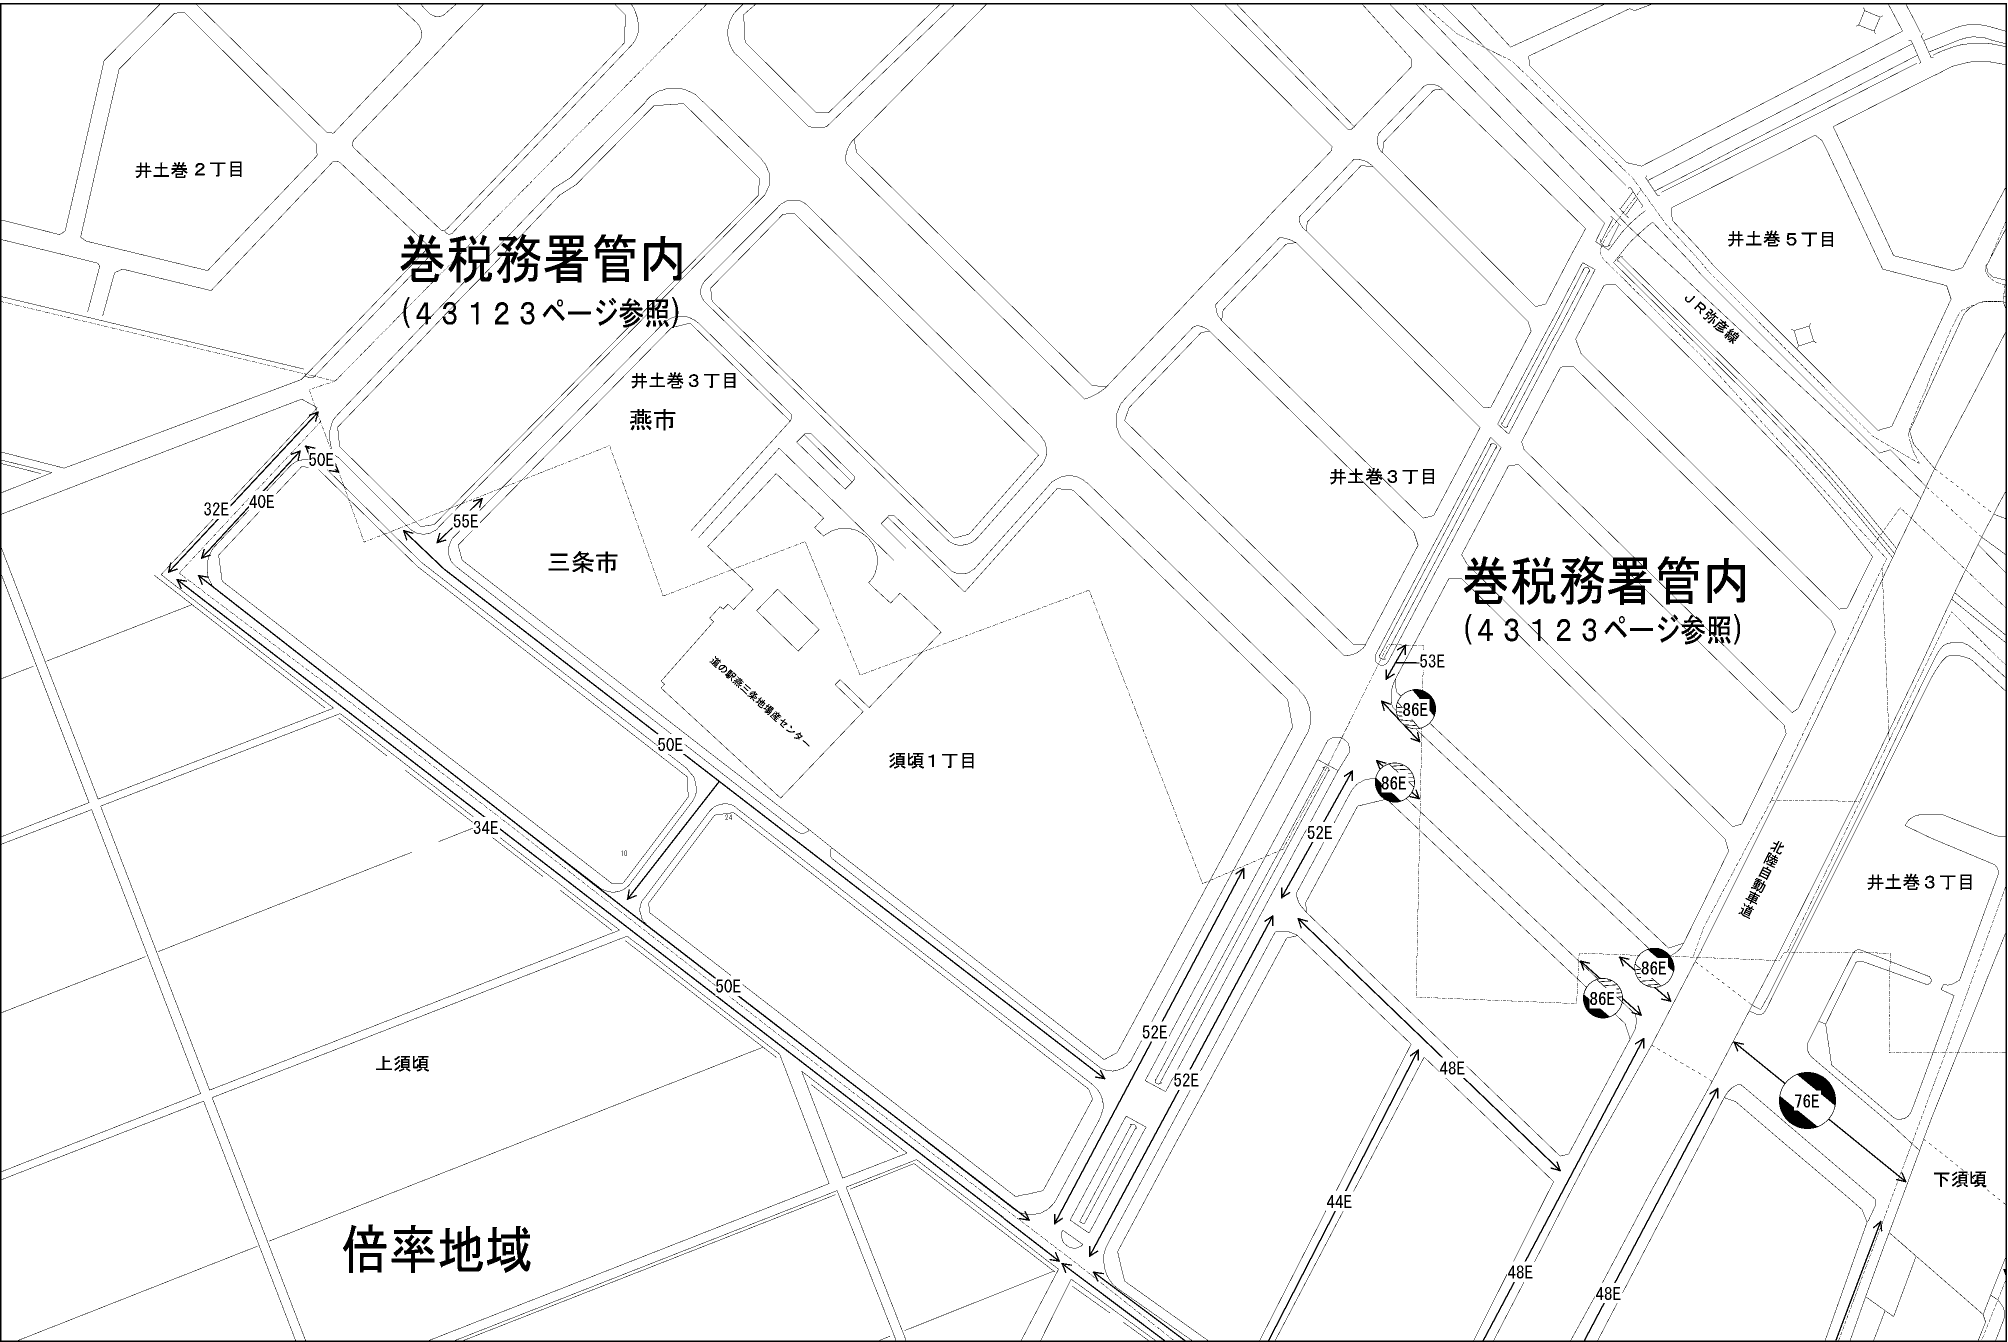 井土巻２丁目
巻税務署管内
(４３１２３ページ参照)
井土巻５丁目
ＪＲ弥彦線
井土巻３丁目
燕市
50E
井土巻３丁目
32E
40E
55E
三条市
巻税務署管内
(４３１２３ページ参照)
53E
道の駅燕三条地場産センター
86E
50E
須頃１丁目
86E
24
34E
52E
10
北陸自動車道
井土巻３丁目
86E
50E
86E
52E
上須頃
48E
52E
76E
下須頃
44E
倍率地域
48E
48E